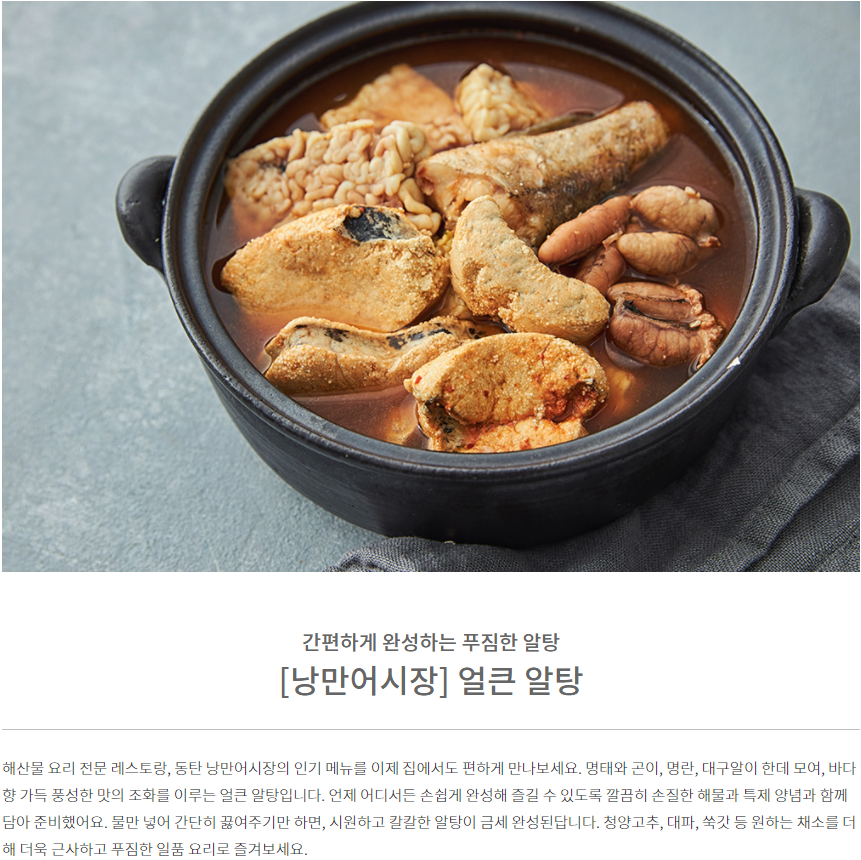 간편하게 완성하는 푸짐한 알탕
[낭만어시장] 얼큰 알탕
해산물 요리 전문 레스토랑, 동탄 낭만어시장의 인기 메뉴를 이제 집에서도 편하게 만나보세요. 명태와 곤이, 명란, 대구알이 한데 모여, 바다
향 가득 풍성한 맛의 조화를 이루는 얼큰 알탕입니다. 언제 어디서든 손쉽게 완성해 즐길 수 있도록 깔끔히 손질한 해물과 특제 양념과 함께
담아 준비했어요. 물만 넣어 간단히 끓여주기만 하면, 시원하고 칼칼한 알탕이 금세 완성된답니다. 청양고추, 대파, 쑥갓 등 원하는 채소를 더
해 더욱 근사하고 푸짐한 일품 요리로 즐겨보세요.